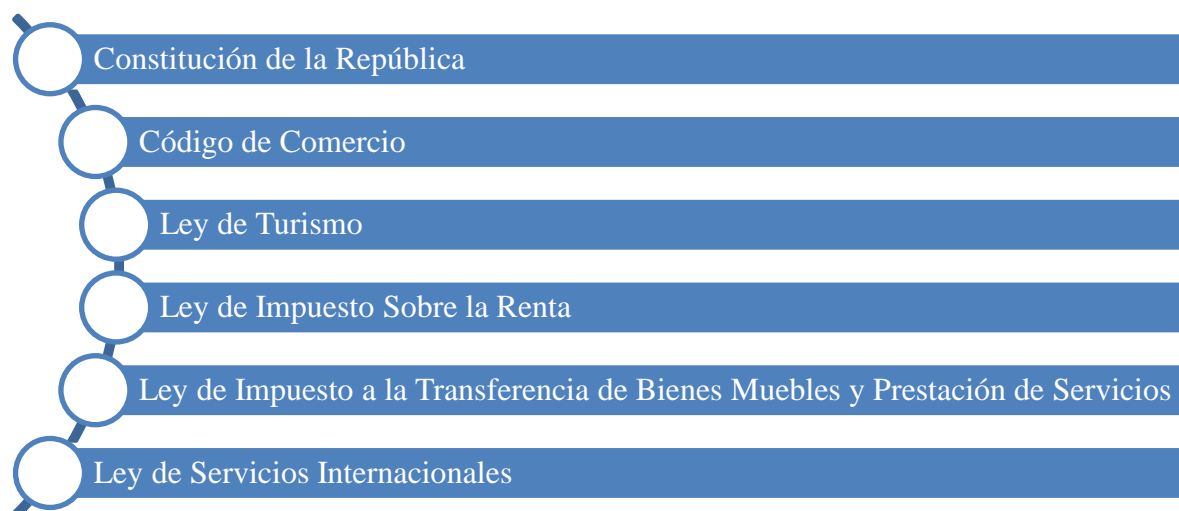 Constitución de la República
Código de Comercio
Ley de Turismo
Ley de Impuesto Sobre la Renta
Ley de Impuesto a la Transferencia de Bienes Muebles y Prestación de Servicios
Ley de Servicios Internacionales